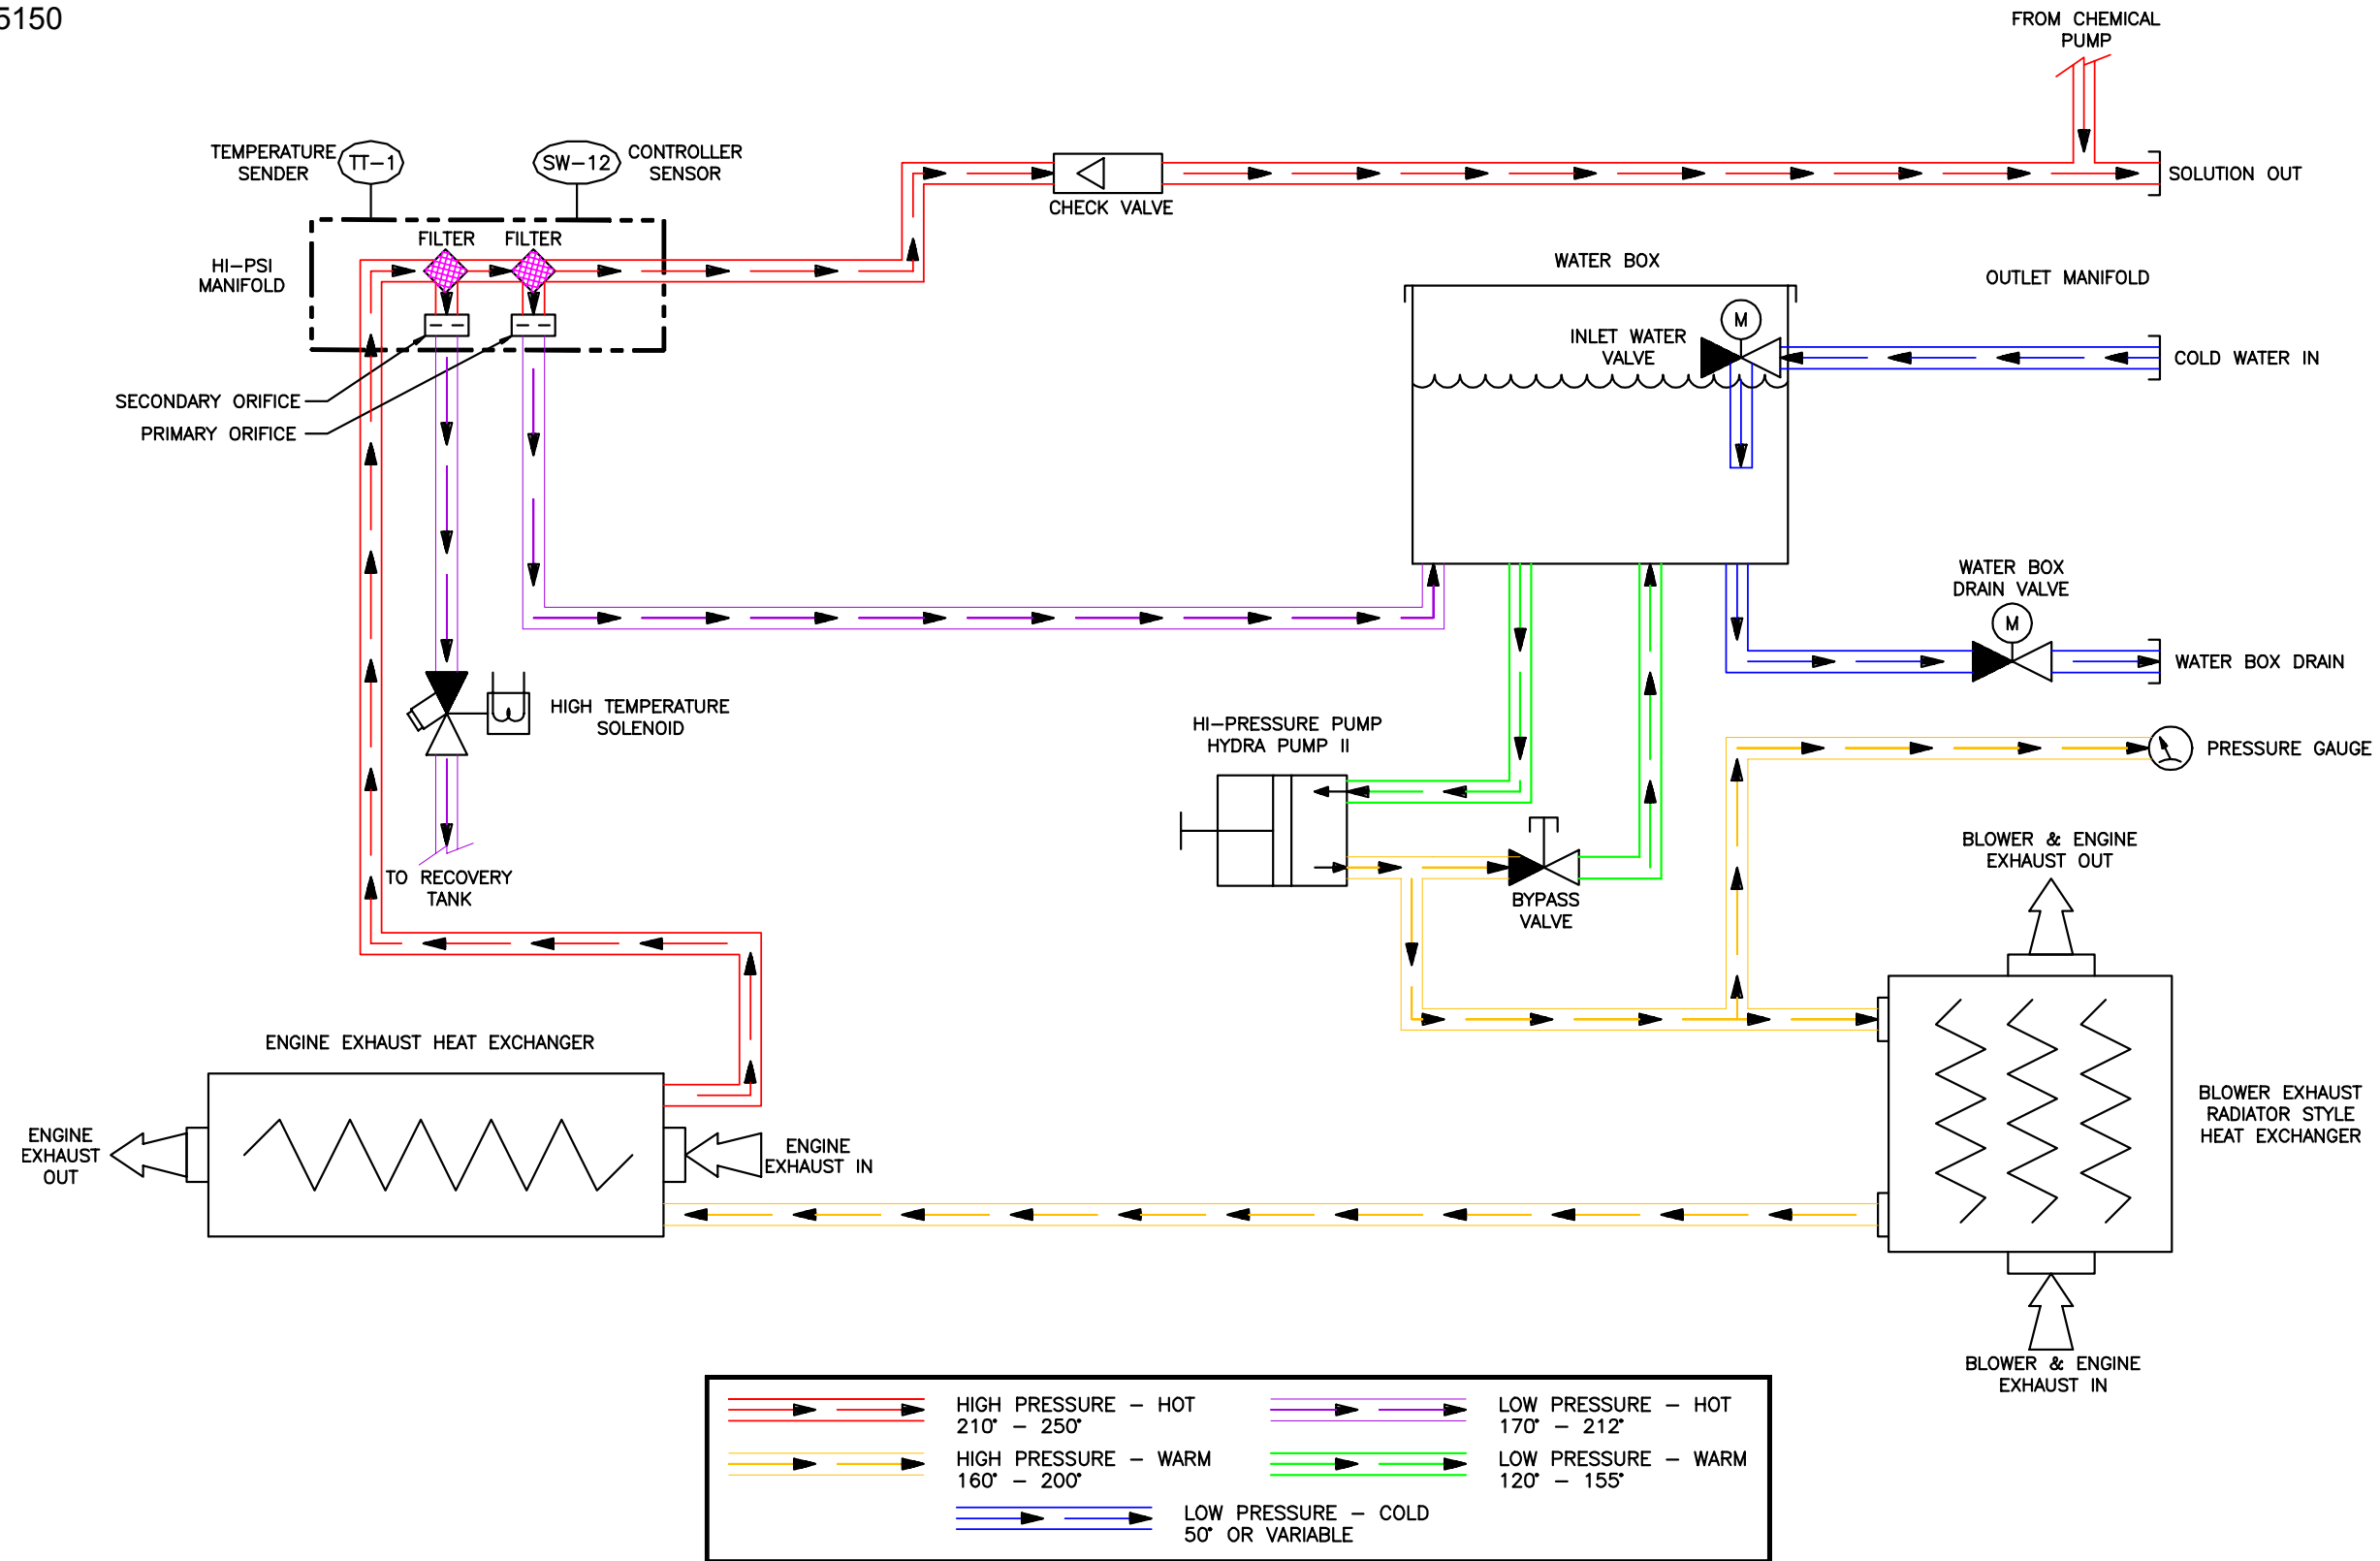 5150
FROM CHEMICAL
PUMP
TEMPERATURE
SENDER
TT-1
SW-12
CONTROLLER
SENSOR
SOLUTION OUT
CHECK VALVE
FILTER
FILTER
HI-PSI
MANIFOLD
WATER BOX
OUTLET MANIFOLD
M
INLET WATER
VALVE
COLD WATER IN
SECONDARY ORIFICE
PRIMARY ORIFICE
WATER BOX
DRAIN VALVE
M
WATER BOX DRAIN
HIGH TEMPERATURE
SOLENOID
HI-PRESSURE PUMP
HYDRA PUMP II
PRESSURE GAUGE
BLOWER & ENGINE
EXHAUST OUT
TO RECOVERY
TANK
BYPASS
VALVE
ENGINE EXHAUST HEAT EXCHANGER
BLOWER EXHAUST
RADIATOR STYLE
HEAT EXCHANGER
ENGINE
EXHAUST
OUT
ENGINE
EXHAUST IN
BLOWER & ENGINE
EXHAUST IN
HIGH PRESSURE - HOT
210° - 250°
LOW PRESSURE - HOT
170° - 212°
HIGH PRESSURE - WARM
160° - 200°
LOW PRESSURE - WARM
120° - 155°
LOW PRESSURE - COLD
50° OR VARIABLE